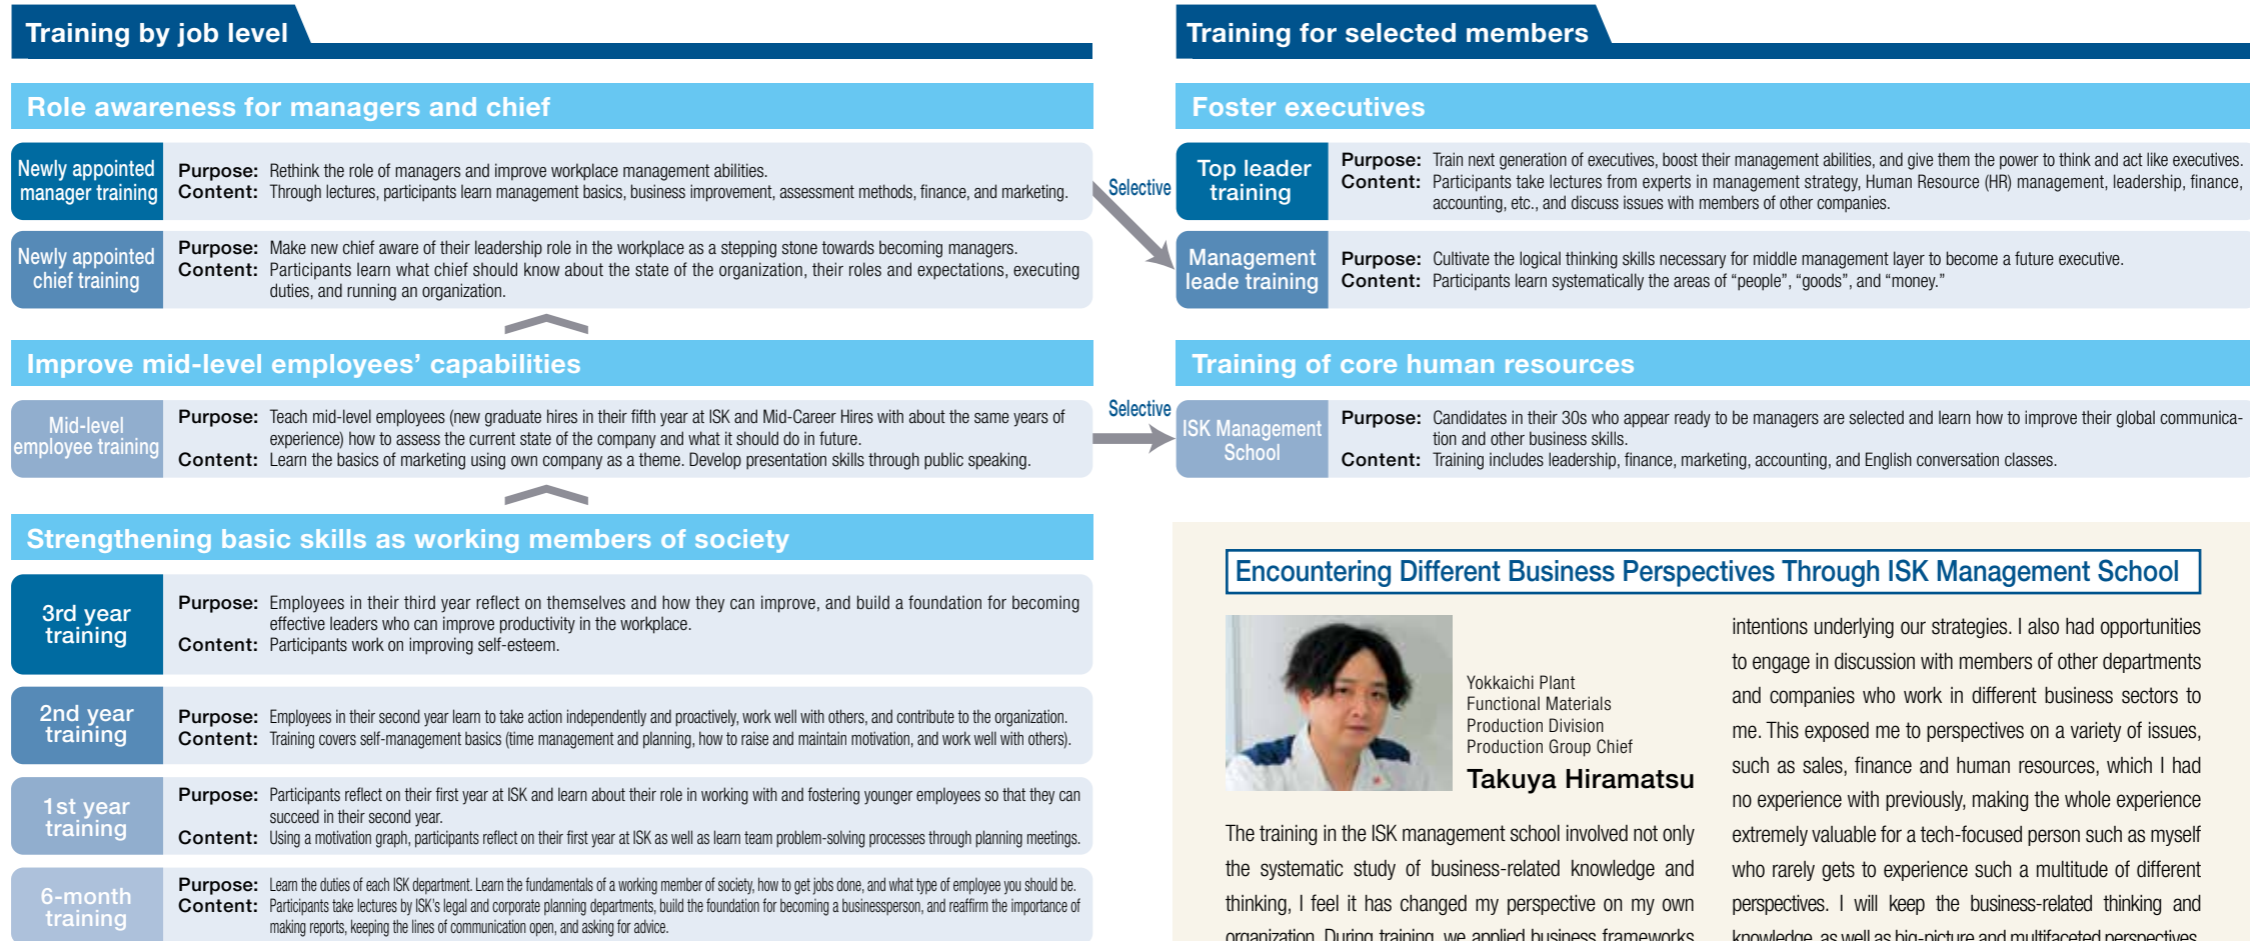 Training by job level
Role awareness for managers and chief
Newly appointed
manager training
Purpose: Rethink the role of managers and improve workplace management abilities.
Content: Through lectures, participants learn management basics, business improvement, assessment methods, finance, and marketing.
Newly appointed
chief training
Purpose: Make new chief aware of their leadership role in the workplace as a stepping stone towards becoming managers.
Content: Participants learn what chief should know about the state of the organization, their roles and expectations, executing
duties, and running an organization.
Improve mid-level employees’ capabilities
Mid-level
employee training
Purpose: Teach mid-level employees (new graduate hires in their fifth year at ISK and Mid-Career Hires with about the same years of
experience) how to assess the current state of the company and what it should do in future.
Content: Learn the basics of marketing using own company as a theme. Develop presentation skills through public speaking.
Strengthening basic skills as working members of society
3rd year
training
Purpose: Employees in their third year reflect on themselves and how they can improve, and build a foundation for becoming
effective leaders who can improve productivity in the workplace.
Content: Participants work on improving self-esteem.
2nd year
training
Purpose: Employees in their second year learn to take action independently and proactively, work well with others, and contribute to the organization.
Content: Training covers self-management basics (time management and planning, how to raise and maintain motivation, and work well with others).
1st year
training
Purpose: Participants reflect on their first year at ISK and learn about their role in working with and fostering younger employees so that they can
succeed in their second year.
Content: Using a motivation graph, participants reflect on their first year at ISK as well as learn team problem-solving processes through planning meetings.
6-month
training
Purpose: Learn the duties of each ISK department. Learn the fundamentals of a working member of society, how to get jobs done, and what type of employee you should be.
Content: Participants take lectures by ISK’s legal and corporate planning departments, build the foundation for becoming a businessperson, and reaffirm the importance of
making reports, keeping the lines of communication open, and asking for advice.
Selective
Selective
Training for selected members
Foster executives
Top leader
training
Purpose: Train next generation of executives, boost their management abilities, and give them the power to think and act like executives.
Content: Participants take lectures from experts in management strategy, Human Resource (HR) management, leadership, finance,
accounting, etc., and discuss issues with members of other companies.
Management
leade training
Purpose: Cultivate the logical thinking skills necessary for middle management layer to become a future executive.
Content: Participants learn systematically the areas of “people”, “goods”, and “money.”
Training of core human resources
ISK Management
School
Purpose: Candidates in their 30s who appear ready to be managers are selected and learn how to improve their global communica-
tion and other business skills.
Content: Training includes leadership, finance, marketing, accounting, and English conversation classes.
Encountering Different Business Perspectives Through ISK Management School
Yokkaichi Plant
Functional Materials
Production Division
Production Group Chief
Takuya Hiramatsu
The training in the ISK management school involved not only
the systematic study of business-related knowledge and
thinking, I feel it has changed my perspective on my own
organization. During training, we applied business frameworks
intentions underlying our strategies. I also had opportunities
to engage in discussion with members of other departments
and companies who work in different business sectors to
me. This exposed me to perspectives on a variety of issues,
such as sales, finance and human resources, which I had
no experience with previously, making the whole experience
extremely valuable for a tech-focused person such as myself
who rarely gets to experience such a multitude of different
perspectives. I will keep the business-related thinking and
knowledge, as well as big-picture and multifaceted perspectives,